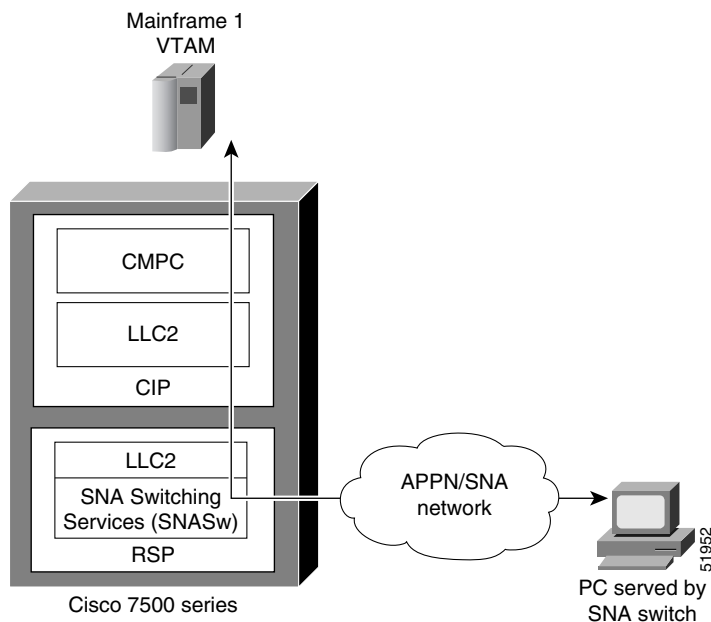 Mainframe 1
VTAM
CMPC
LLC2
CIP
LLC2
SNA Switching
Services (SNASw)
RSP
Cisco 7500 series
APPN/SNA
network
PC served by
SNA switch
51952